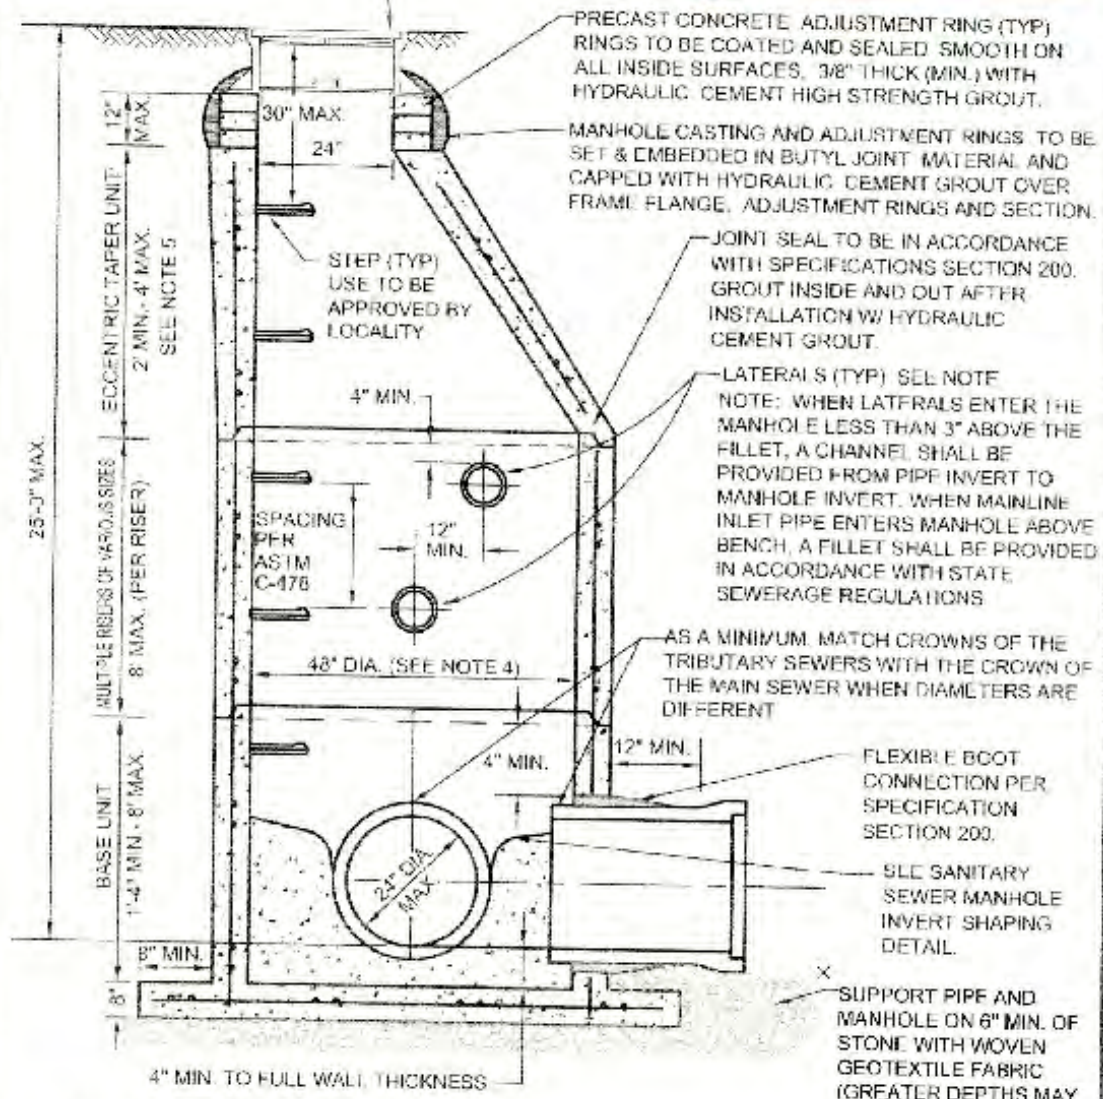 PRECAST CONCRETE ADJUSTMENT RING (TYP)
RINGS TO BE COATED AND SEALED SMOOTH ON
ALL INSIDE SURFACES, 3/8" THICK (MIN.) WITH
HYDRAULIC CEMENT HIGH STRENGTH GROUT.
MANHOLE CASTING AND ADJUSTMENT RINGS TO BE
SET & EMBEDDED IN BUTYL JOINT MATERIAL AND
CAPPED WITH HYDRAULIC CEMENT GROUT OVER
FRAME FLANGE, ADJUSTMENT RINGS AND SECTION.
12"
MAX.
30" MAX.
24"
STEP (TYP)
USE TO BE
APPROVED BY
LOCALITY
ECCENTRIC TAPER UNIT
2' MIN.- 4' MAX.
SEE NOTE 5
JOINT SEAL TO BE IN ACCORDANCE
WITH SPECIFICATIONS SECTION 200.
GROUT INSIDE AND OUT AFTER
INSTALLATION W/ HYDRAULIC
CEMENT GROUT.
LATERALS (TYP) SEE NOTE
NOTE: WHEN LATERALS ENTER THE
MANHOLE LESS THAN 3" ABOVE THE
FILLET, A CHANNEL SHALL BE
PROVIDED FROM PIPE INVERT TO
MANHOLE INVERT. WHEN MAINLINE
INLET PIPE ENTERS MANHOLE ABOVE
BENCH, A FILLET SHALL BE PROVIDED
IN ACCORDANCE WITH STATE
SEWERAGE REGULATIONS
4" MIN.
25'-0" MAX.
MULTIPLE RISERS OF VARIOUS SIZES
8' MAX. (PER RISER)
SPACING
PER
ASTM
C-478
12"
MIN.
48" DIA. (SEE NOTE 4)
AS A MINIMUM, MATCH CROWNS OF THE
TRIBUTARY SEWERS WITH THE CROWN OF
THE MAIN SEWER WHEN DIAMETERS ARE
DIFFERENT
4" MIN.
12" MIN.
FLEXIBLE BOOT
CONNECTION PER
SPECIFICATION
SECTION 200.
BASE UNIT
1'-4" MIN.- 8' MAX
24" DIA.
MAX.
SEE SANITARY
SEWER MANHOLE
INVERT SHAPING
DETAIL.
8" MIN.
8"
SUPPORT PIPE AND
MANHOLE ON 6" MIN. OF
STONE WITH WOVEN
GEOTEXTILE FABRIC
(GREATER DEPTHS MAY
4" MIN. TO FULL WALL THICKNESS